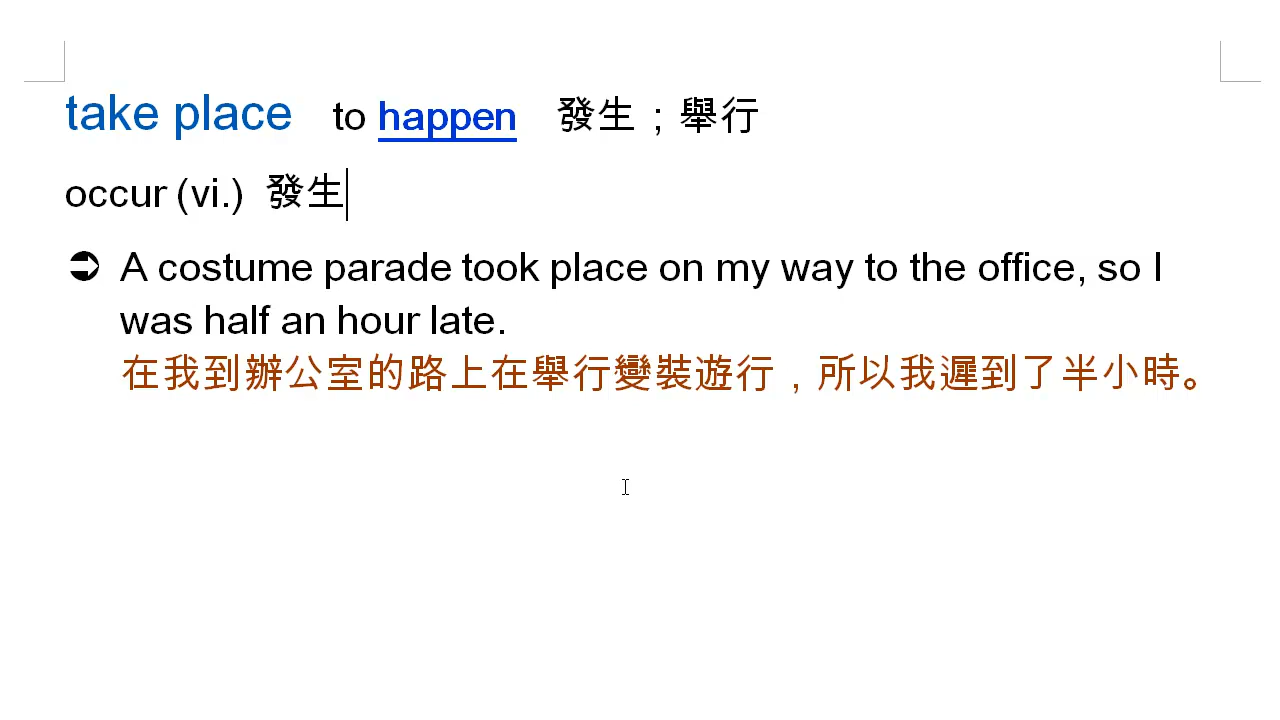 take place to happen 發生；舉行
occur (vi.) 發生
➲ A costume parade took place on my way to the office, so I
was half an hour late.
在我到辦公室的路上在舉行變裝遊行，所以我遲到了半小時。